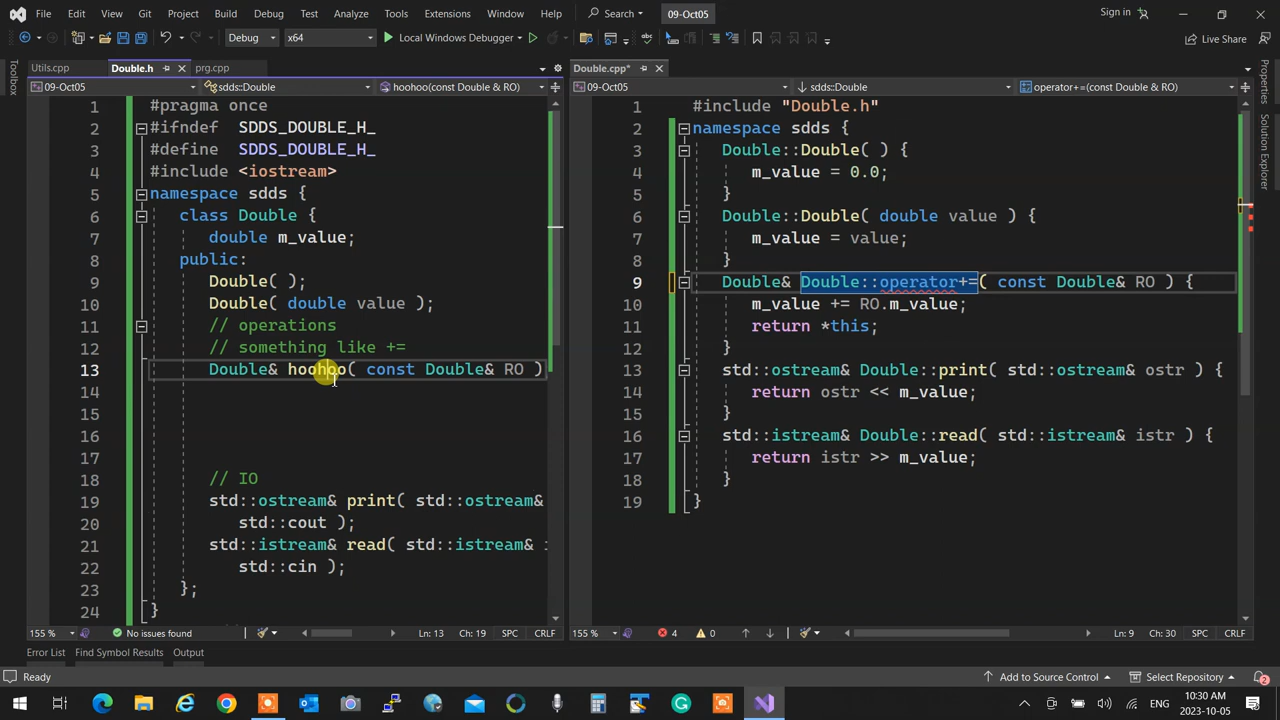 File Edit View Git Project Build Debug Test Analyze Tools Extensions Window Help Search 09-Oct05 Sign in
Debug x64 Local Windows Debugger Live Share
Toolbox
Utils.cpp Double.h prg.cpp
09-Oct05 sdds::Double hoohoo(const Double & RO)
1 #pragma once
2 #ifndef SDDS_DOUBLE_H_
3 #define SDDS_DOUBLE_H_
4 #include <iostream>
5 namespace sdds {
6 class Double {
7 double m_value;
8 public:
9 Double( );
10 Double( double value );
11 // operations
12 // something like +=
13 Double& hoohoo( const Double& RO )
14
15
16
17
18 // IO
19 std::ostream& print( std::ostream&
20 std::cout );
21 std::istream& read( std::istream& i
22 std::cin );
23 };
24 }
155 % No issues found Ln: 13 Ch: 19 SPC CRLF
Double.cpp*
09-Oct05 sdds::Double operator+=(const Double & RO)
1 #include "Double.h"
2 namespace sdds {
3 Double::Double( ) {
4 m_value = 0.0;
5 }
6 Double::Double( double value ) {
7 m_value = value;
8 }
9 Double& Double::operator+=( const Double& RO ) {
10 m_value += RO.m_value;
11 return *this;
12 }
13 std::ostream& Double::print( std::ostream& ostr ) {
14 return ostr << m_value;
15 }
16 std::istream& Double::read( std::istream& istr ) {
17 return istr >> m_value;
18 }
19 }
155 % 4 0 Ln: 9 Ch: 30 SPC CRLF
Properties
Solution Explorer
Error List Find Symbol Results Output
Ready Add to Source Control Select Repository 2
ENG 10:30 AM
2023-10-05 2